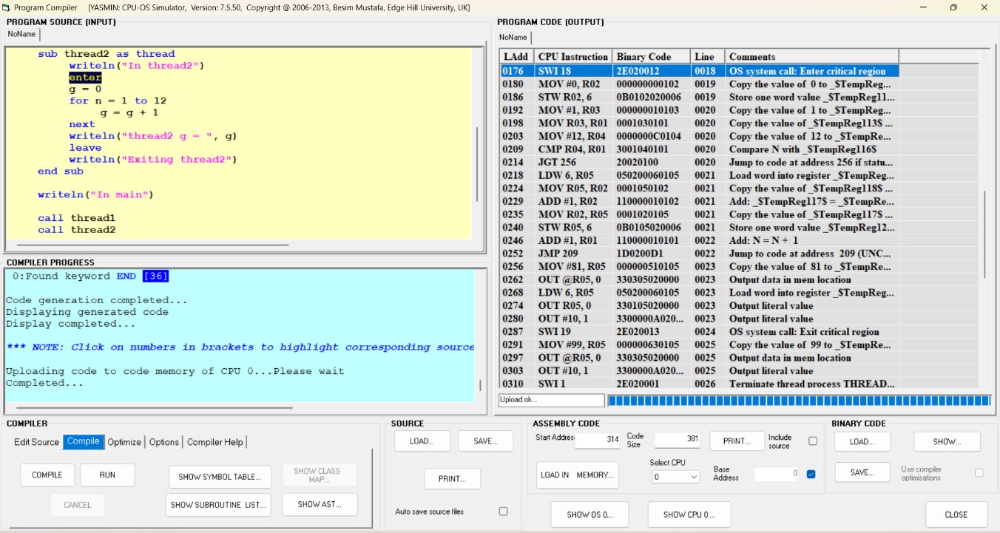 Program Compiler [YASMIN: CPU-OS Simulator, Version: 7.5.50, Copyright @ 2006-2013, Besim Mustafa, Edge Hill University, UK]
PROGRAM SOURCE (INPUT)
NoName
sub thread2 as thread
writeln("In thread2")
enter
g = 0
for n = 1 to 12
g = g + 1
next
writeln("thread2 g = ", g)
leave
writeln("Exiting thread2")
end sub
writeln("In main")
call thread1
call thread2
COMPILER PROGRESS
0:Found keyword END [36]
Code generation completed...
Displaying generated code
Display completed...
*** NOTE: Click on numbers in brackets to highlight corresponding source
Uploading code to code memory of CPU 0...Please wait
Completed...
PROGRAM CODE (OUTPUT)
NoName
LAdd CPU Instruction Binary Code Line Comments
0176 SWI 18 2E020012 0018 OS system call: Enter critical region
0180 MOV #0, R02 000000000102 0019 Copy the value of 0 to _$TempReg...
0186 STW R02, 6 0B0102020006 0019 Store one word value _$TempReg11...
0192 MOV #1, R03 000000010103 0020 Copy the value of 1 to _$TempReg...
0198 MOV R03, R01 0001030101 0020 Copy the value of _$TempReg113$ ...
0203 MOV #12, R04 0000000C0104 0020 Copy the value of 12 to _$TempRe...
0209 CMP R04, R01 3001040101 0020 Compare N with _$TempReg116$
0214 JGT 256 20020100 0020 Jump to code at address 256 if statu...
0218 LDW 6, R05 050200060105 0021 Load word into register _$TempReg...
0224 MOV R05, R02 0001050102 0021 Copy the value of _$TempReg118$ ...
0229 ADD #1, R02 110000010102 0021 Add: _$TempReg117$ = _$TempRe...
0235 MOV R02, R05 0001020105 0021 Copy the value of _$TempReg117$ ...
0240 STW R05, 6 0B0105020006 0021 Store one word value _$TempReg12...
0246 ADD #1, R01 110000010101 0022 Add: N = N + 1
0252 JMP 209 1D0200D1 0022 Jump to code at address 209 (UNC...
0256 MOV #81, R05 000000510105 0023 Copy the value of 81 to _$TempRe...
0262 OUT @R05, 0 330305020000 0023 Output data in mem location
0268 LDW 6, R05 050200060105 0023 Load word into register _$TempReg...
0274 OUT R05, 0 330105020000 0023 Output literal value
0280 OUT #10, 1 3300000A020... 0023 Output literal value
0287 SWI 19 2E020013 0024 OS system call: Exit critical region
0291 MOV #99, R05 000000630105 0025 Copy the value of 99 to _$TempRe...
0297 OUT @R05, 0 330305020000 0025 Output data in mem location
0303 OUT #10, 1 3300000A020... 0025 Output literal value
0310 SWI 1 2E020001 0026 Terminate thread process THREAD...
Upload ok...
COMPILER
Edit Source Compile Optimize Options Compiler Help
COMPILE RUN SHOW SYMBOL TABLE... SHOW CLASS MAP...
CANCEL SHOW SUBROUTINE LIST... SHOW AST...
SOURCE
LOAD... SAVE...
PRINT...
Auto save source files
ASSEMBLY CODE
Start Address 314 Code Size 381 PRINT... Include source
LOAD IN MEMORY... Select CPU 0 Base Address 0
SHOW OS 0... SHOW CPU 0 ...
BINARY CODE
LOAD... SHOW...
SAVE... Use compiler optimisations
CLOSE